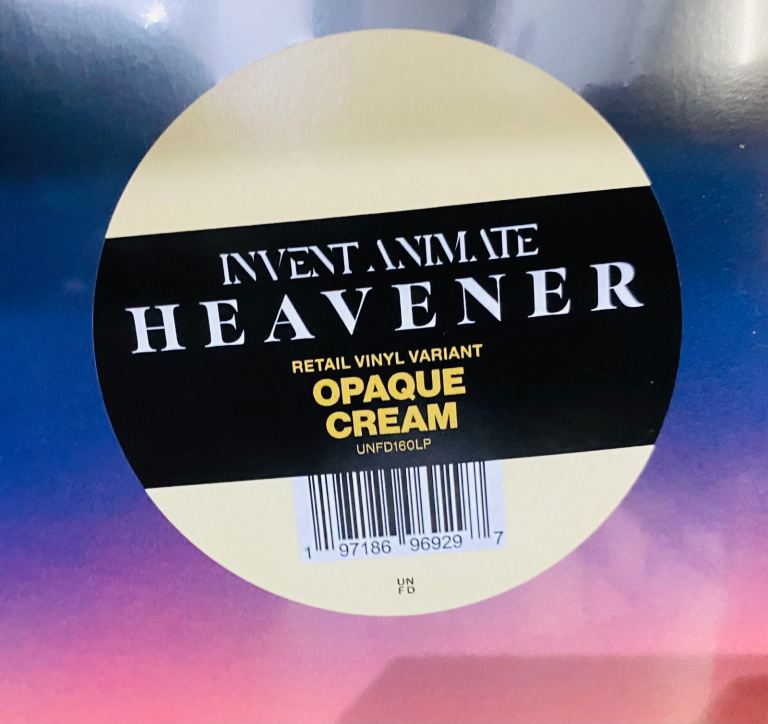 INVENT ANIMATE
HEAVENER
RETAIL VINYL VARIANT
OPAQUE
CREAM
UNFD160LP
1 97186 96929 7
UN
FD